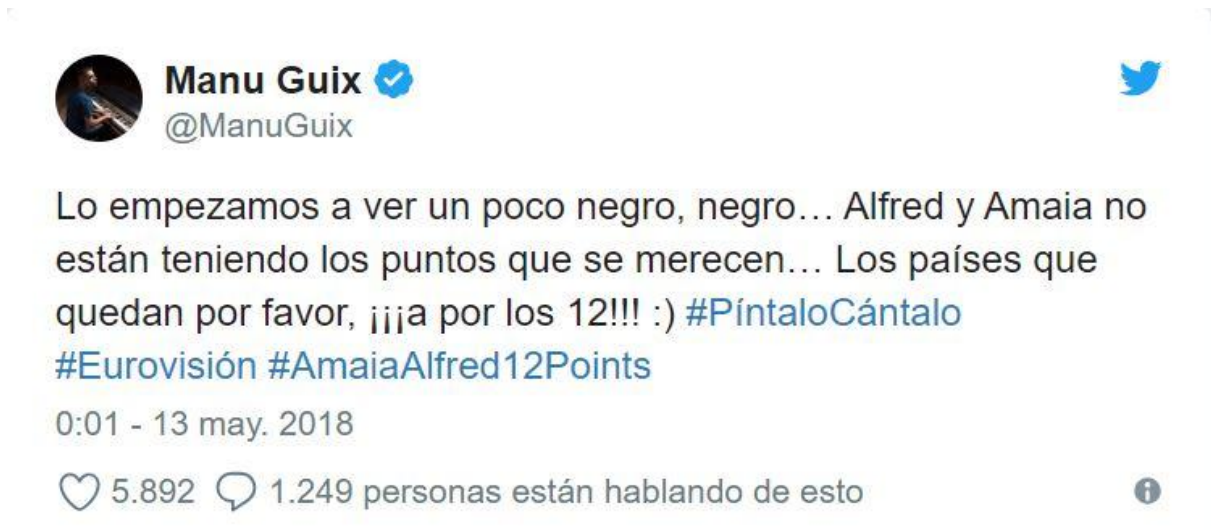 Manu Guix
@ManuGuix
Lo empezamos a ver un poco negro, negro… Alfred y Amaia no
están teniendo los puntos que se merecen… Los países que
quedan por favor, ¡¡¡a por los 12!!! :) #PíntaloCántalo
#Eurovisión #AmaiaAlfred12Points
0:01 - 13 may. 2018
5.892 1.249 personas están hablando de esto